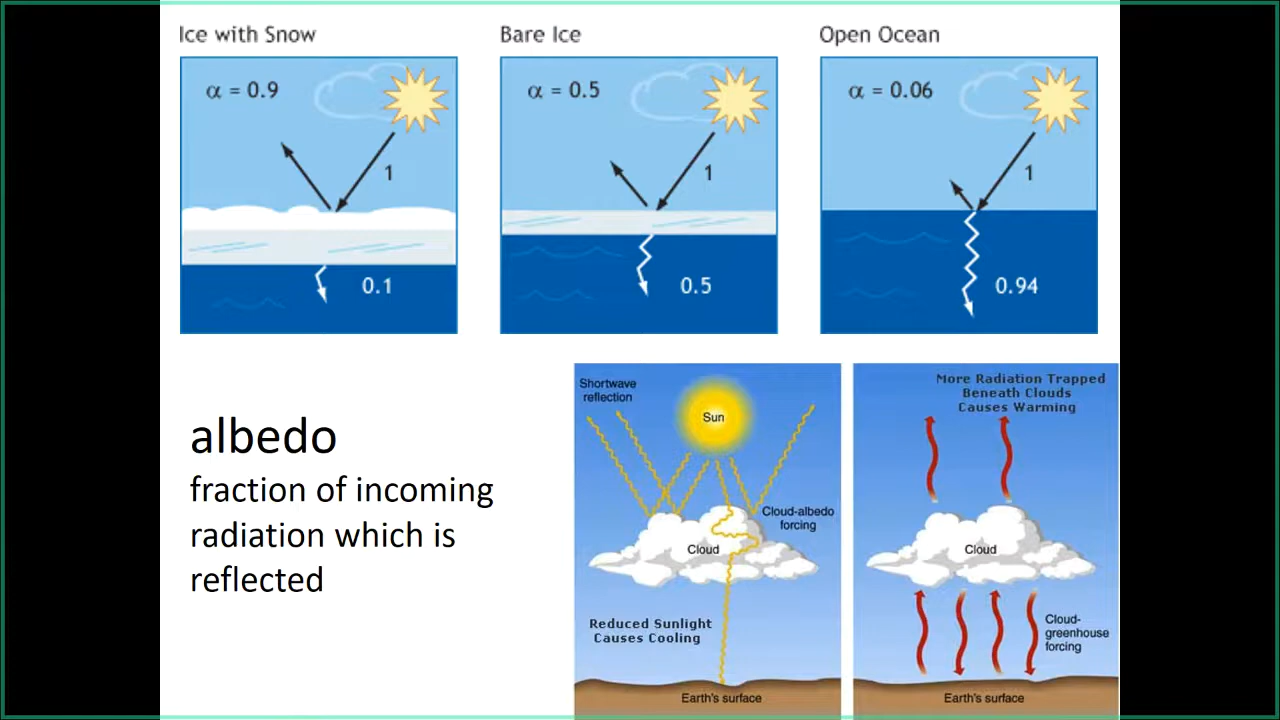 Ice with Snow
α = 0.9
1
0.1
Bare Ice
α = 0.5
1
0.5
Open Ocean
α = 0.06
1
0.94
albedo
fraction of incoming
radiation which is
reflected
Shortwave
reflection
Sun
Cloud-albedo
forcing
Cloud
Reduced Sunlight
Causes Cooling
Earth's surface
More Radiation Trapped
Beneath Clouds
Causes Warming
Cloud
Cloud-
greenhouse
forcing
Earth's surface